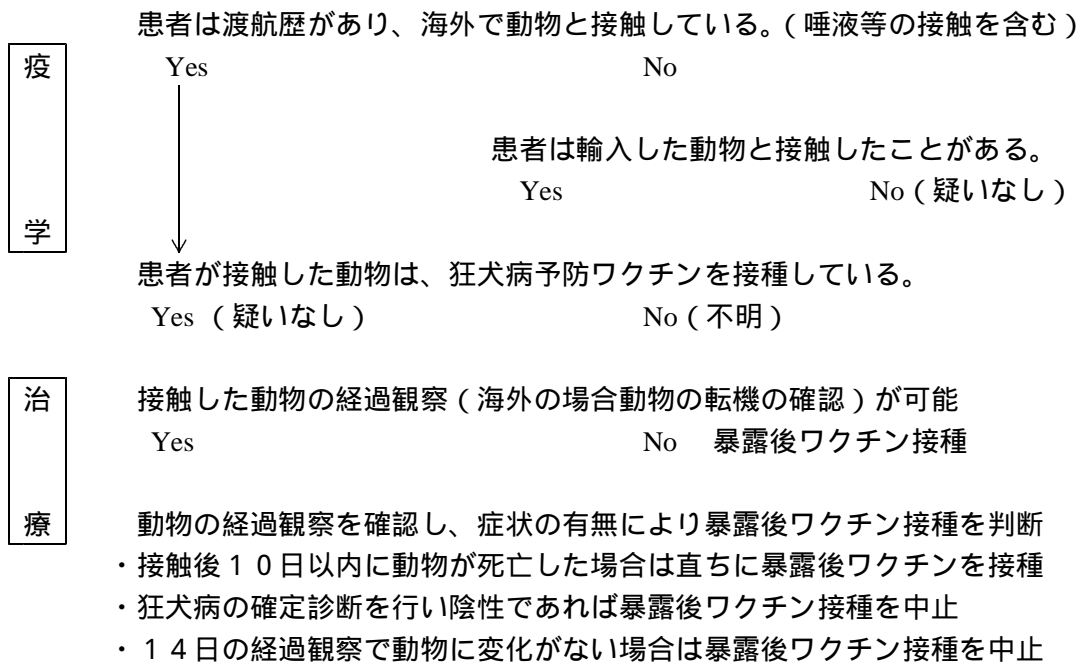 患者は渡航歴があり、海外で動物と接触している。（唾液等の接触を含む）
疫学
Yes No
患者は輸入した動物と接触したことがある。
Yes No（疑いなし）
患者が接触した動物は、狂犬病予防ワクチンを接種している。
Yes（疑いなし） No（不明）
治療
接触した動物の経過観察（海外の場合動物の転機の確認）が可能
Yes No 暴露後ワクチン接種
動物の経過観察を確認し、症状の有無により暴露後ワクチン接種を判断
・接触後１０日以内に動物が死亡した場合は直ちに暴露後ワクチンを接種
・狂犬病の確定診断を行い陰性であれば暴露後ワクチン接種を中止
・１４日の経過観察で動物に変化がない場合は暴露後ワクチン接種を中止